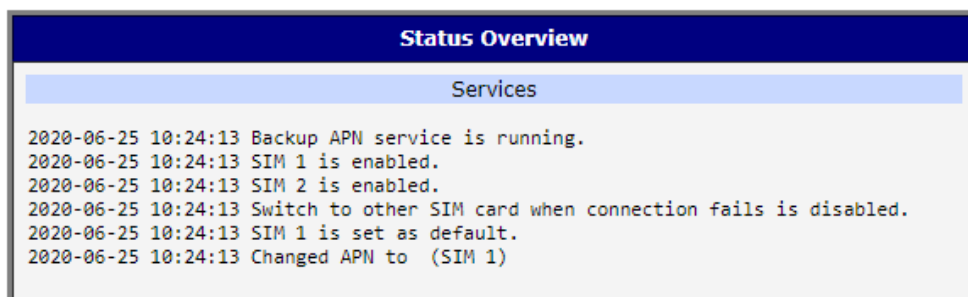 Status Overview
Services
2020-06-25 10:24:13 Backup APN service is running.
2020-06-25 10:24:13 SIM 1 is enabled.
2020-06-25 10:24:13 SIM 2 is enabled.
2020-06-25 10:24:13 Switch to other SIM card when connection fails is disabled.
2020-06-25 10:24:13 SIM 1 is set as default.
2020-06-25 10:24:13 Changed APN to  (SIM 1)